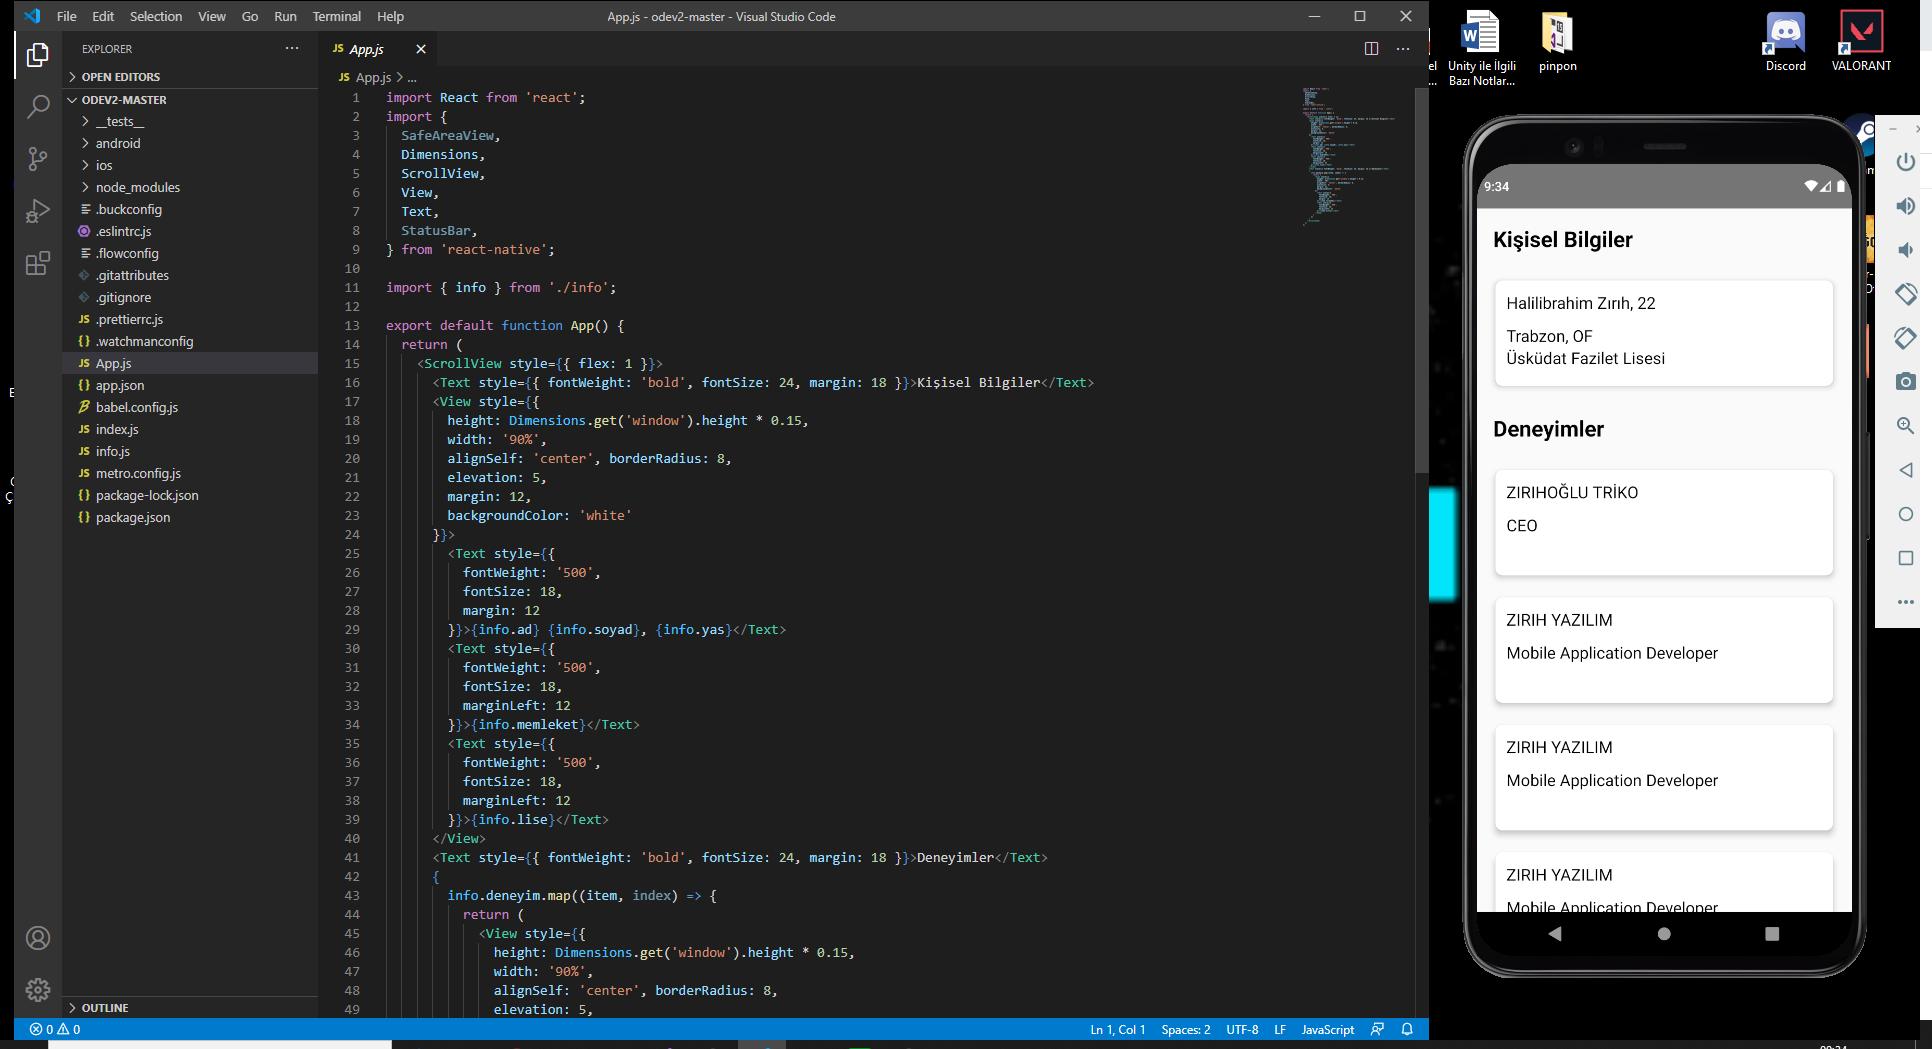 File Edit Selection View Go Run Terminal Help
App.js - odev2-master - Visual Studio Code
EXPLORER
OPEN EDITORS
ODEV2-MASTER
__tests__
android
ios
node_modules
.buckconfig
.eslintrc.js
.flowconfig
.gitattributes
.gitignore
.prettierrc.js
.watchmanconfig
App.js
app.json
babel.config.js
index.js
info.js
metro.config.js
package-lock.json
package.json
OUTLINE
JS App.js
JS App.js > ...
1 import React from 'react';
2 import {
3 SafeAreaView,
4 Dimensions,
5 ScrollView,
6 View,
7 Text,
8 StatusBar,
9 } from 'react-native';
10
11 import { info } from './info';
12
13 export default function App() {
14 return (
15 <ScrollView style={{ flex: 1 }}>
16 <Text style={{ fontWeight: 'bold', fontSize: 24, margin: 18 }}>Kişisel Bilgiler</Text>
17 <View style={{
18 height: Dimensions.get('window').height * 0.15,
19 width: '90%',
20 alignSelf: 'center', borderRadius: 8,
21 elevation: 5,
22 margin: 12,
23 backgroundColor: 'white'
24 }}>
25 <Text style={{
26 fontWeight: '500',
27 fontSize: 18,
28 margin: 12
29 }}>{info.ad} {info.soyad}, {info.yas}</Text>
30 <Text style={{
31 fontWeight: '500',
32 fontSize: 18,
33 marginLeft: 12
34 }}>{info.memleket}</Text>
35 <Text style={{
36 fontWeight: '500',
37 fontSize: 18,
38 marginLeft: 12
39 }}>{info.lise}</Text>
40 </View>
41 <Text style={{ fontWeight: 'bold', fontSize: 24, margin: 18 }}>Deneyimler</Text>
42 {
43 info.deneyim.map((item, index) => {
44 return (
45 <View style={{
46 height: Dimensions.get('window').height * 0.15,
47 width: '90%',
48 alignSelf: 'center', borderRadius: 8,
49 elevation: 5,
0 0
Ln 1, Col 1 Spaces: 2 UTF-8 LF JavaScript
Unity ile İlgili
Bazı Notlar...
pinpon
Discord
VALORANT
9:34
Kişisel Bilgiler
Halilibrahim Zırıh, 22
Trabzon, OF
Üsküdat Fazilet Lisesi
Deneyimler
ZIRIHOĞLU TRİKO
CEO
ZIRIH YAZILIM
Mobile Application Developer
ZIRIH YAZILIM
Mobile Application Developer
ZIRIH YAZILIM
Mobile Application Developer